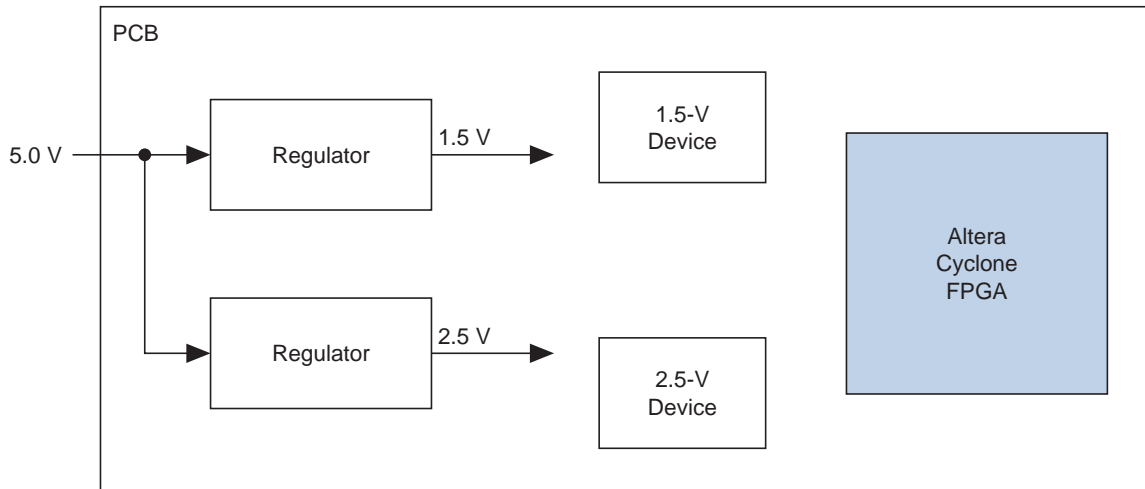 PCB
5.0 V
Regulator
1.5 V
1.5-V
Device
Altera
Cyclone
FPGA
Regulator
2.5 V
2.5-V
Device